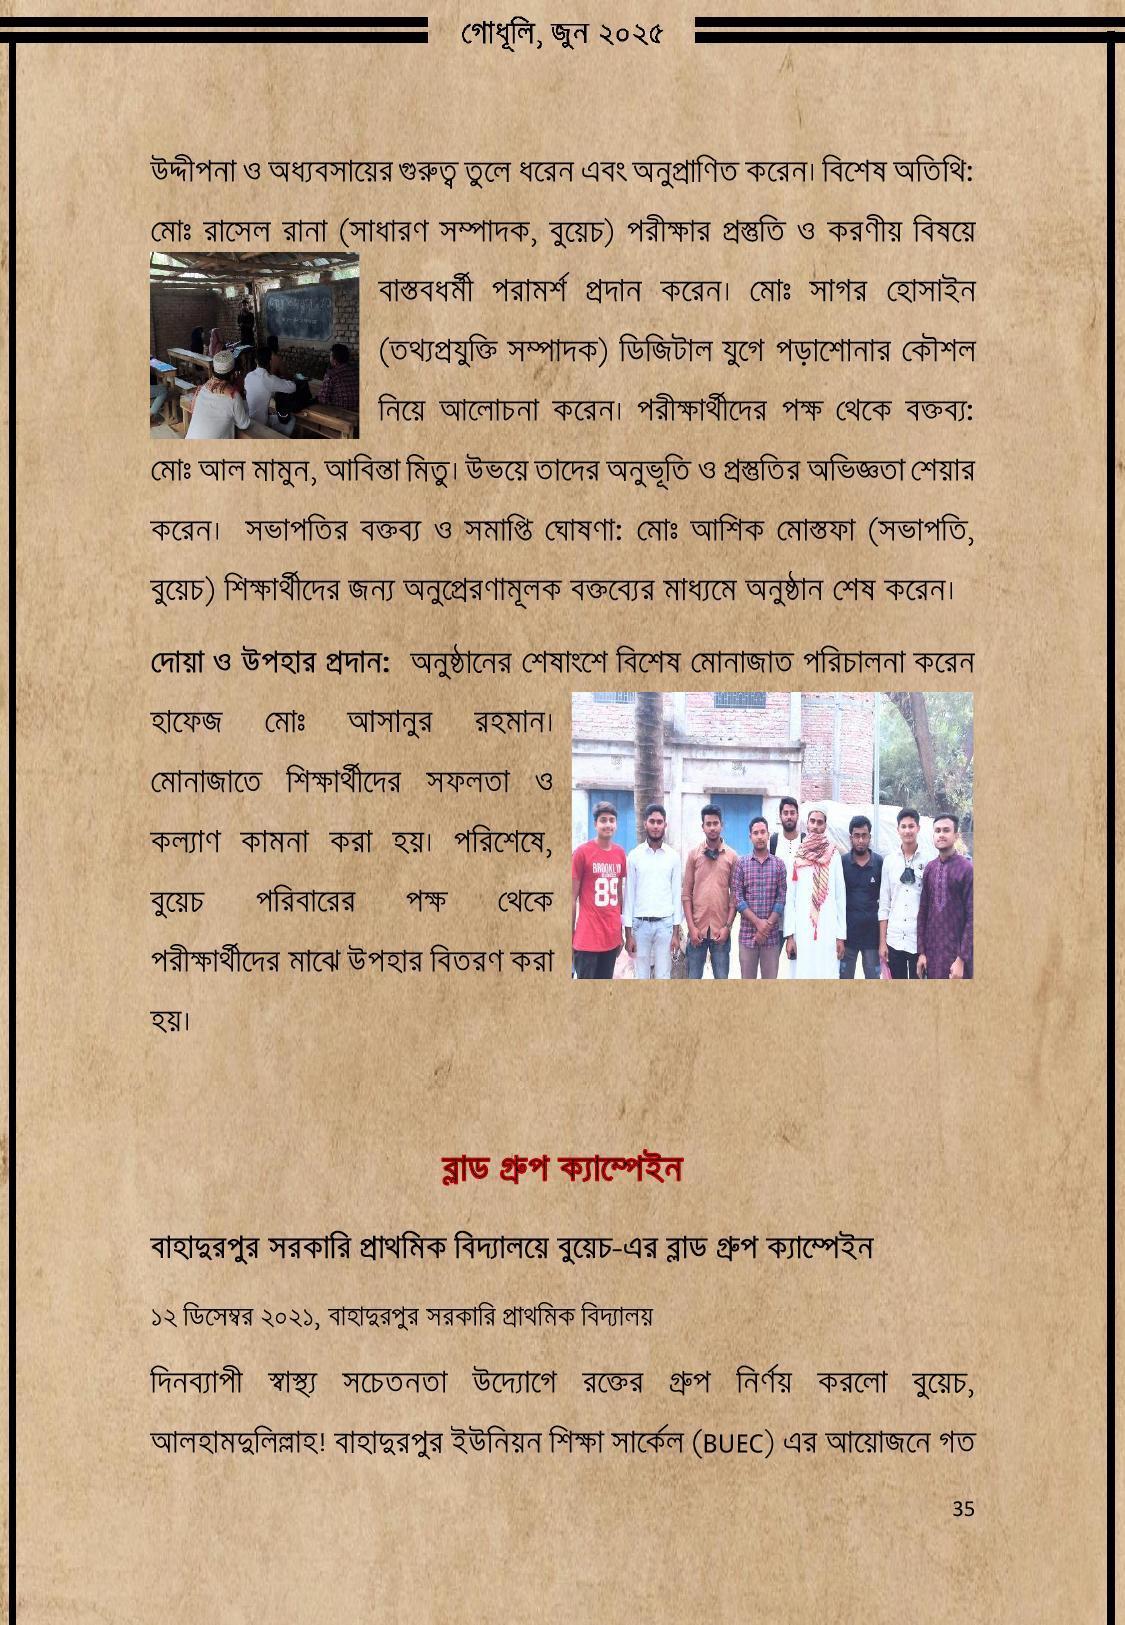 গোধূলি, জুন ২০২৫
উদ্দীপনা ও অধ্যবসায়ের গুরুত্ব তুলে ধরেন এবং অনুপ্রাণিত করেন। বিশেষ অতিথি:
মোঃ রাসেল রানা (সাধারণ সম্পাদক, বুয়েচ) পরীক্ষার প্রস্তুতি ও করণীয় বিষয়ে
বাস্তবধর্মী পরামর্শ প্রদান করেন। মোঃ সাগর হোসাইন
(তথ্যপ্রযুক্তি সম্পাদক) ডিজিটাল যুগে পড়াশোনার কৌশল
নিয়ে আলোচনা করেন। পরীক্ষার্থীদের পক্ষ থেকে বক্তব্য:
মোঃ আল মামুন, আবিন্তা মিতু। উভয়ে তাদের অনুভূতি ও প্রস্তুতির অভিজ্ঞতা শেয়ার
করেন। সভাপতির বক্তব্য ও সমাপ্তি ঘোষণা: মোঃ আশিক মোস্তফা (সভাপতি,
বুয়েচ) শিক্ষার্থীদের জন্য অনুপ্রেরণামূলক বক্তব্যের মাধ্যমে অনুষ্ঠান শেষ করেন।
দোয়া ও উপহার প্রদান: অনুষ্ঠানের শেষাংশে বিশেষ মোনাজাত পরিচালনা করেন
হাফেজ মোঃ আসানুর রহমান।
মোনাজাতে শিক্ষার্থীদের সফলতা ও
কল্যাণ কামনা করা হয়। পরিশেষে,
বুয়েচ পরিবারের পক্ষ থেকে
পরীক্ষার্থীদের মাঝে উপহার বিতরণ করা
হয়।
BROOKLYN
89
ব্লাড গ্রুপ ক্যাম্পেইন
বাহাদুরপুর সরকারি প্রাথমিক বিদ্যালয়ে বুয়েচ-এর ব্লাড গ্রুপ ক্যাম্পেইন
১২ ডিসেম্বর ২০২১, বাহাদুরপুর সরকারি প্রাথমিক বিদ্যালয়
দিনব্যাপী স্বাস্থ্য সচেতনতা উদ্যোগে রক্তের গ্রুপ নির্ণয় করলো বুয়েচ,
আলহামদুলিল্লাহ! বাহাদুরপুর ইউনিয়ন শিক্ষা সার্কেল (BUEC) এর আয়োজনে গত
35